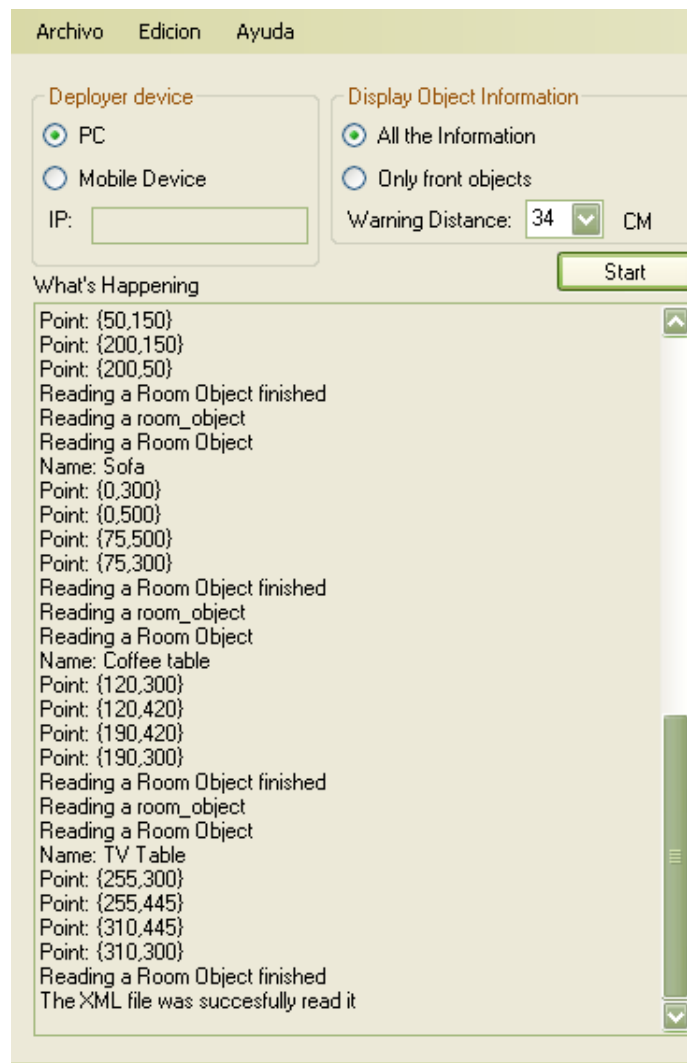 Archivo Edicion Ayuda
Deployer device
PC
Mobile Device
IP:
Display Object Information
All the Information
Only front objects
Warning Distance: 34 CM
Start
What's Happening
Point: {50,150}
Point: {200,150}
Point: {200,50}
Reading a Room Object finished
Reading a room_object
Reading a Room Object
Name: Sofa
Point: {0,300}
Point: {0,500}
Point: {75,500}
Point: {75,300}
Reading a Room Object finished
Reading a room_object
Reading a Room Object
Name: Coffee table
Point: {120,300}
Point: {120,420}
Point: {190,420}
Point: {190,300}
Reading a Room Object finished
Reading a room_object
Reading a Room Object
Name: TV Table
Point: {255,300}
Point: {255,445}
Point: {310,445}
Point: {310,300}
Reading a Room Object finished
The XML file was succesfully read it